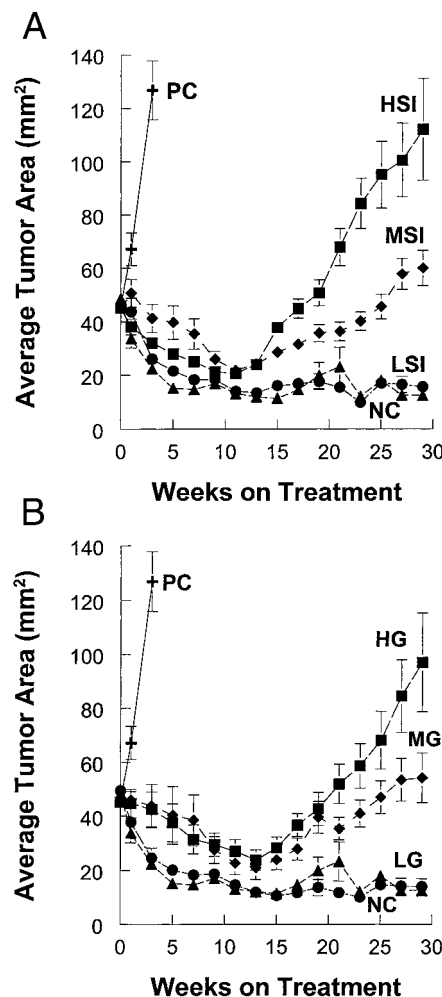 A
140
120
100
80
60
40
20
0
Average Tumor Area (mm²)
PC
HSI
MSI
LSI
NC
0 5 10 15 20 25 30
Weeks on Treatment
B
140
120
100
80
60
40
20
0
Average Tumor Area (mm²)
PC
HG
MG
LG
NC
0 5 10 15 20 25 30
Weeks on Treatment